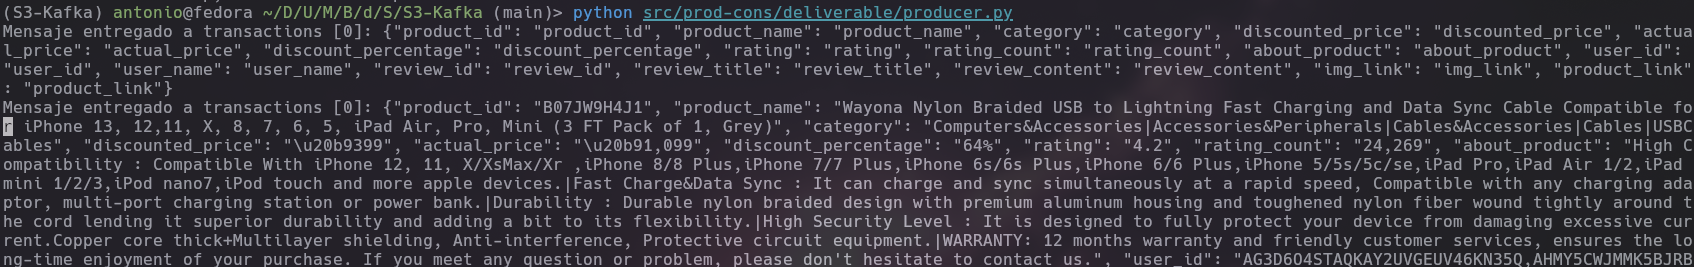 (S3-Kafka) antonio@fedora ~/D/U/M/B/d/S/S3-Kafka (main)> python src/prod-cons/deliverable/producer.py
Mensaje entregado a transactions [0]: {"product_id": "product_id", "product_name": "product_name", "category": "category", "discounted_price": "discounted_price", "actua
l_price": "actual_price", "discount_percentage": "discount_percentage", "rating": "rating", "rating_count": "rating_count", "about_product": "about_product", "user_id":
"user_id", "user_name": "user_name", "review_id": "review_id", "review_title": "review_title", "review_content": "review_content", "img_link": "img_link", "product_link"
: "product_link"}
Mensaje entregado a transactions [0]: {"product_id": "B07JW9H4J1", "product_name": "Wayona Nylon Braided USB to Lightning Fast Charging and Data Sync Cable Compatible fo
r iPhone 13, 12,11, X, 8, 7, 6, 5, iPad Air, Pro, Mini (3 FT Pack of 1, Grey)", "category": "Computers&Accessories|Accessories&Peripherals|Cables&Accessories|Cables|USBC
ables", "discounted_price": "\u20b9399", "actual_price": "\u20b91,099", "discount_percentage": "64%", "rating": "4.2", "rating_count": "24,269", "about_product": "High C
ompatibility : Compatible With iPhone 12, 11, X/XsMax/Xr ,iPhone 8/8 Plus,iPhone 7/7 Plus,iPhone 6s/6s Plus,iPhone 6/6 Plus,iPhone 5/5s/5c/se,iPad Pro,iPad Air 1/2,iPad
mini 1/2/3,iPod nano7,iPod touch and more apple devices.|Fast Charge&Data Sync : It can charge and sync simultaneously at a rapid speed, Compatible with any charging ada
ptor, multi-port charging station or power bank.|Durability : Durable nylon braided design with premium aluminum housing and toughened nylon fiber wound tightly around t
he cord lending it superior durability and adding a bit to its flexibility.|High Security Level : It is designed to fully protect your device from damaging excessive cur
rent.Copper core thick+Multilayer shielding, Anti-interference, Protective circuit equipment.|WARRANTY: 12 months warranty and friendly customer services, ensures the lo
ng-time enjoyment of your purchase. If you meet any question or problem, please don't hesitate to contact us.", "user_id": "AG3D6O4STAQKAY2UVGEUV46KN35Q,AHMY5CWJMMK5BJRB